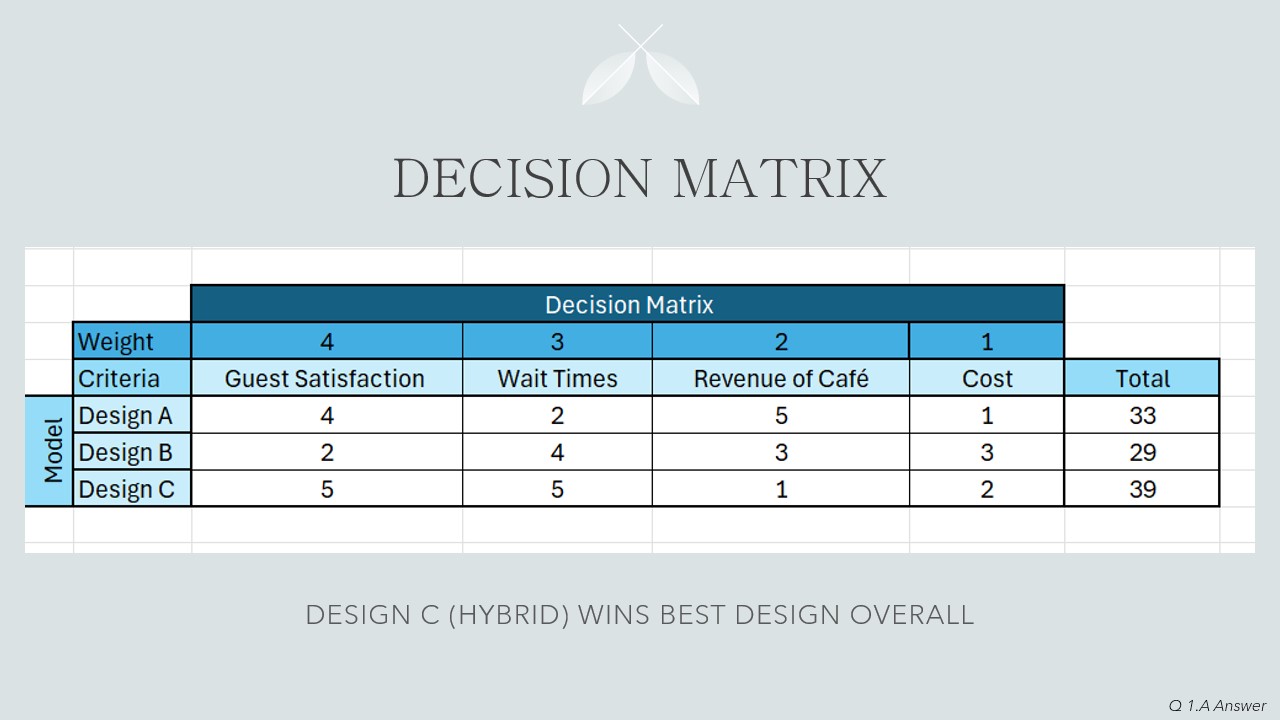 DECISION MATRIX
Decision Matrix
Weight 4 3 2 1
Criteria Guest Satisfaction Wait Times Revenue of Café Cost Total
Model
Design A 4 2 5 1 33
Design B 2 4 3 3 29
Design C 5 5 1 2 39
DESIGN C (HYBRID) WINS BEST DESIGN OVERALL
Q 1.A Answer